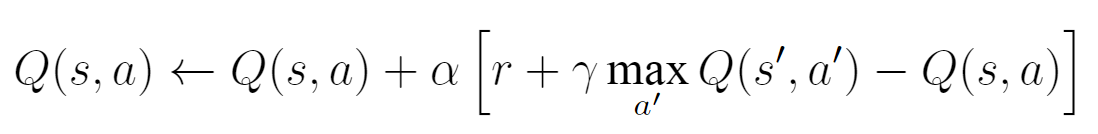 Q(s, a) ← Q(s, a) + α [r + γ max_{a′} Q(s′, a′) − Q(s, a)]